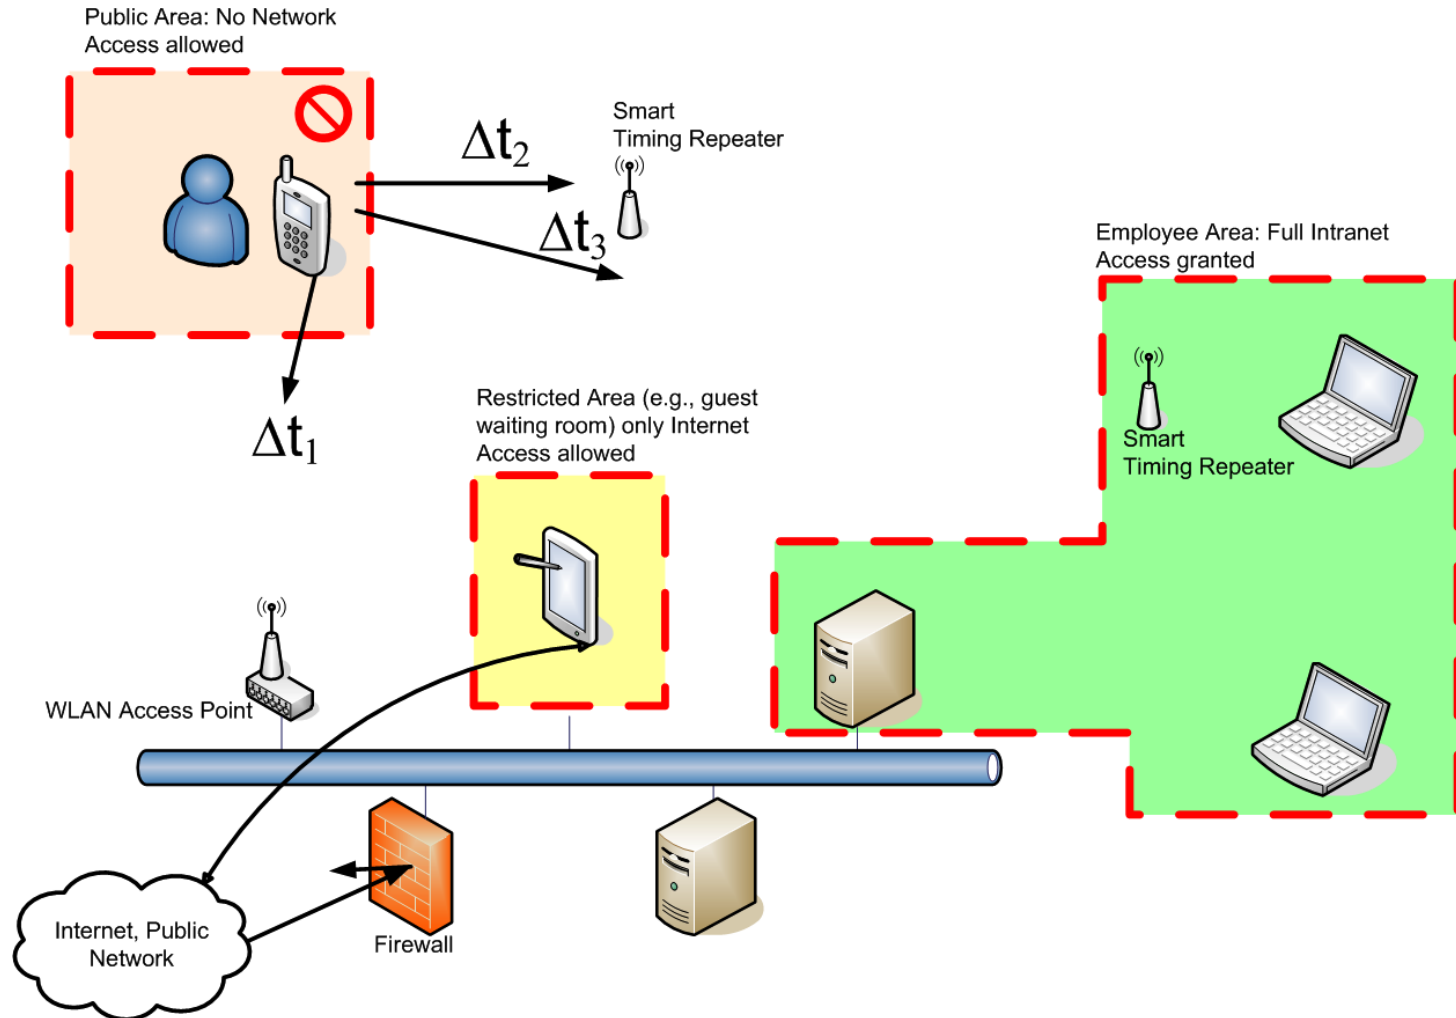 Public Area: No Network
Access allowed
Smart
Timing Repeater
Δt2
Δt3
Δt1
Employee Area: Full Intranet
Access granted
Smart
Timing Repeater
Restricted Area (e.g., guest
waiting room) only Internet
Access allowed
WLAN Access Point
Firewall
Internet, Public
Network